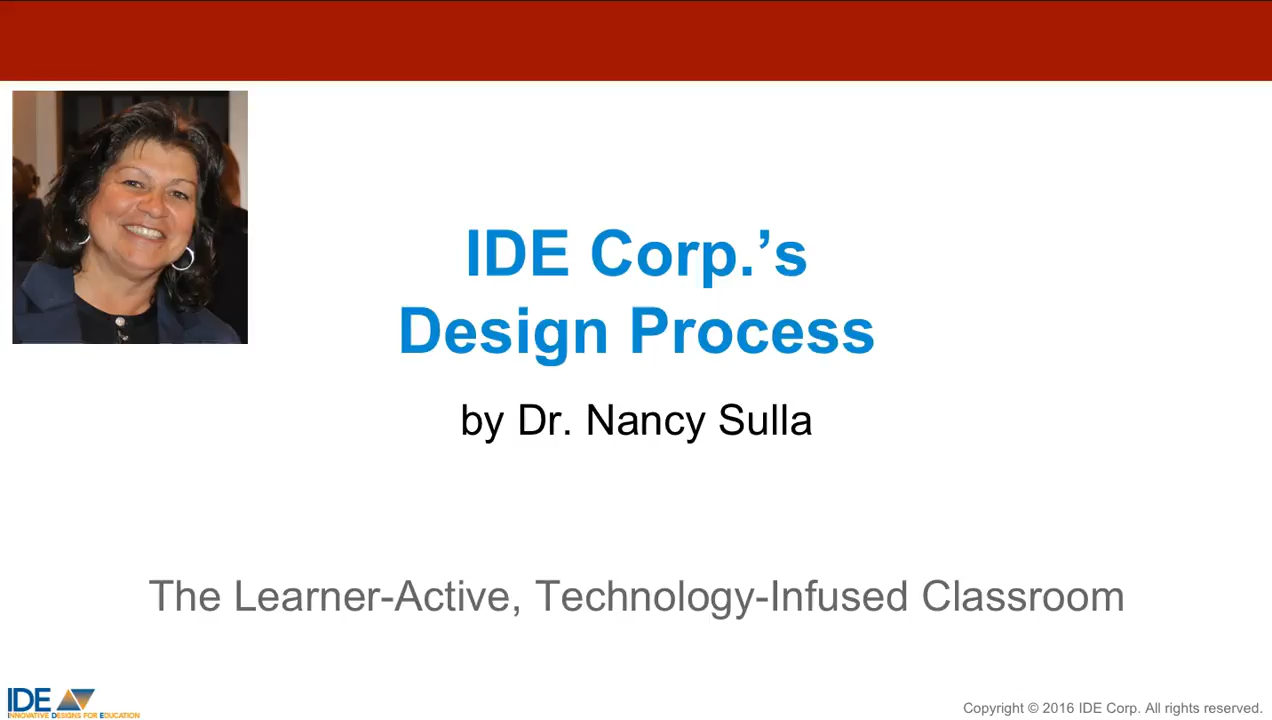 IDE Corp.’s
Design Process
by Dr. Nancy Sulla
The Learner-Active, Technology-Infused Classroom
IDE
INNOVATIVE DESIGNS FOR EDUCATION
Copyright © 2016 IDE Corp. All rights reserved.